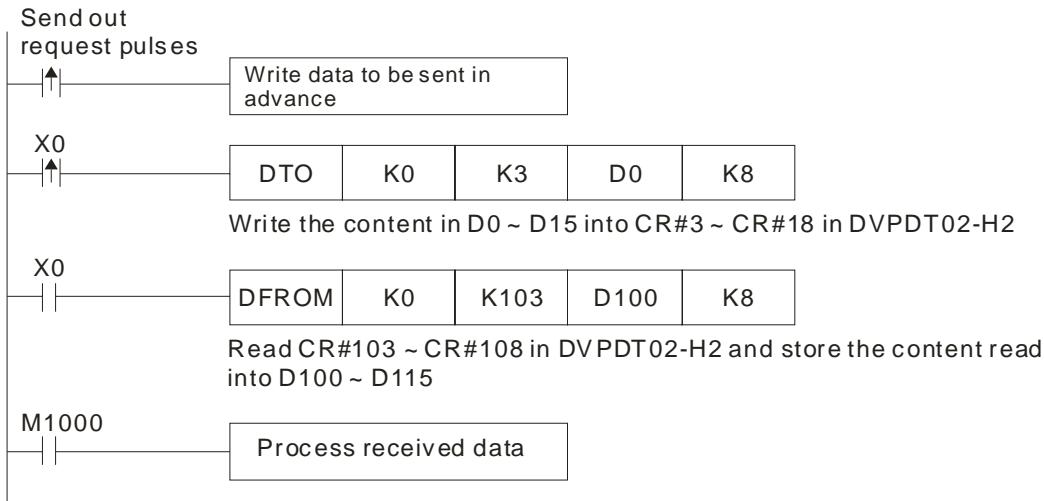 Send out
request pulses
Write data to be sent in
advance
X0
DTO K0 K3 D0 K8
Write the content in D0 ~ D15 into CR#3 ~ CR#18 in DVPDT02-H2
X0
DFROM K0 K103 D100 K8
Read CR#103 ~ CR#108 in DVPDT02-H2 and store the content read
into D100 ~ D115
M1000
Process received data